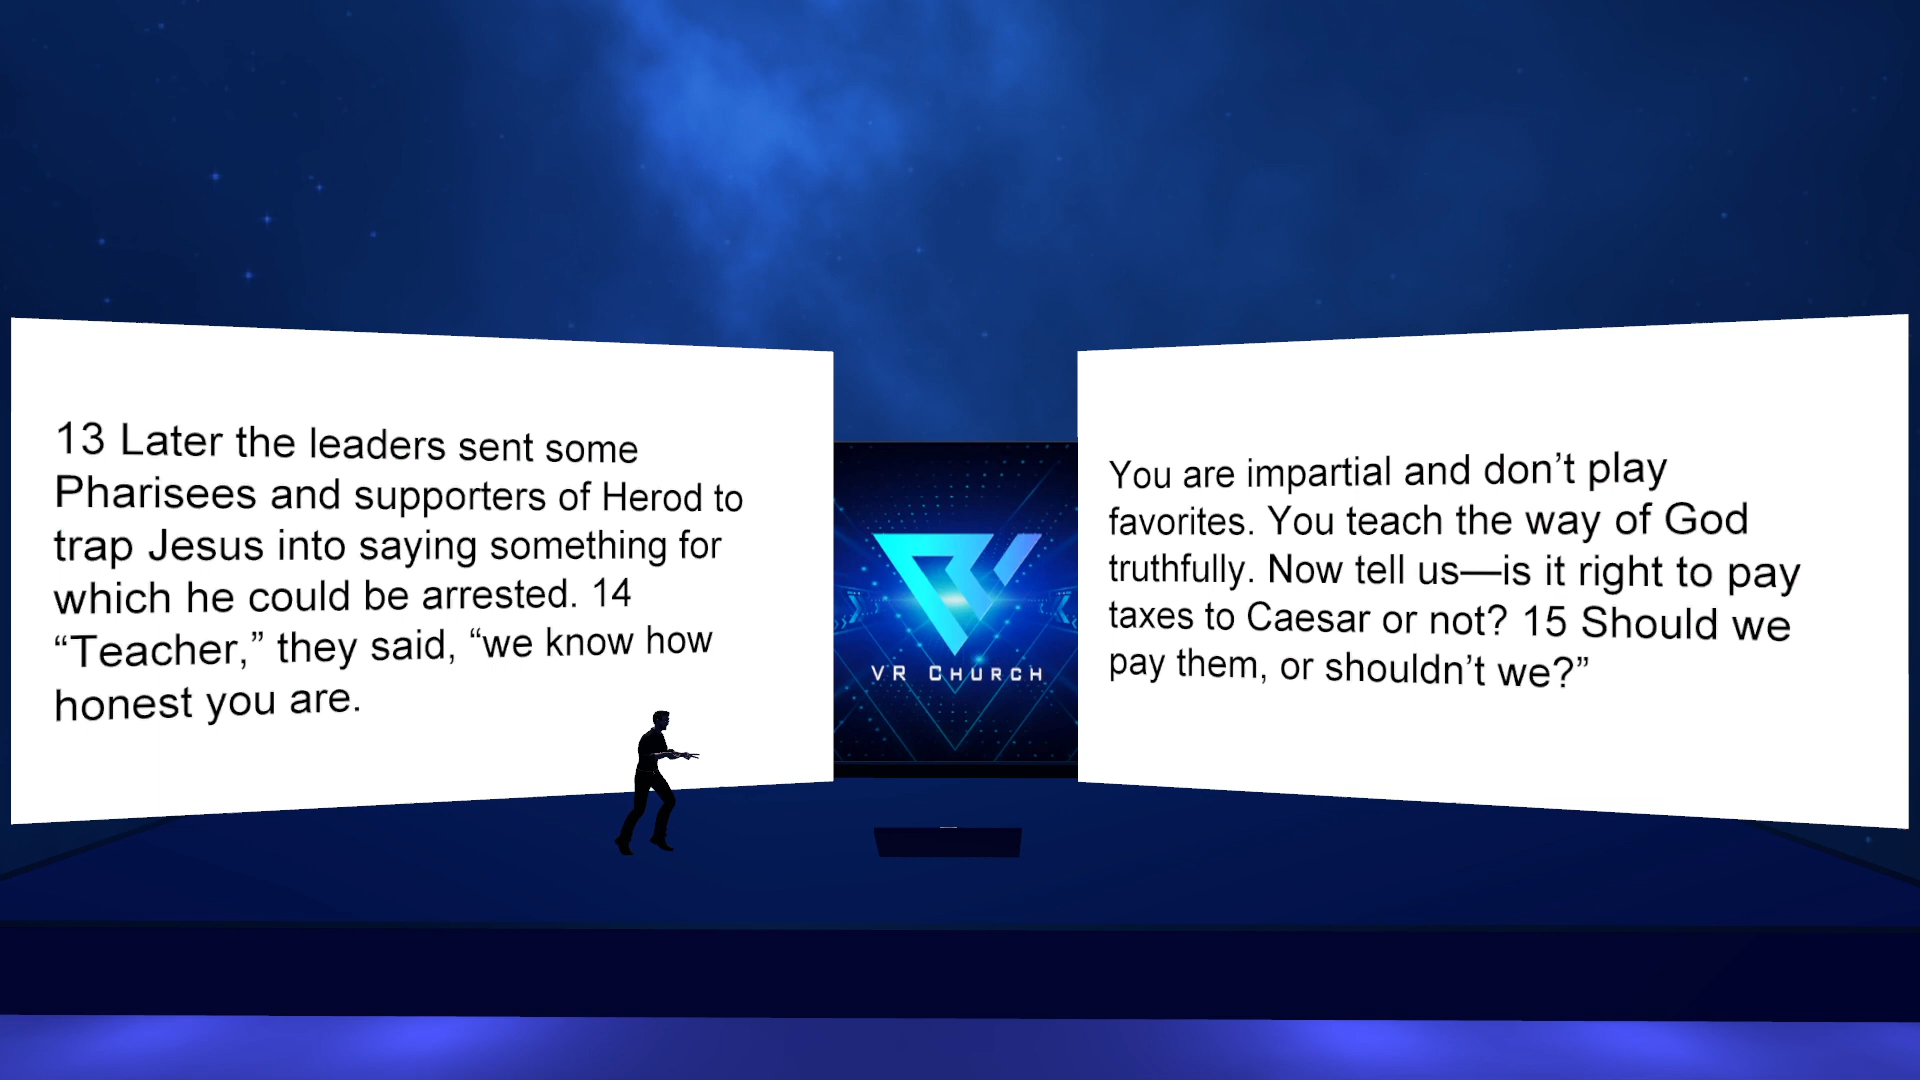 13 Later the leaders sent some
Pharisees and supporters of Herod to
trap Jesus into saying something for
which he could be arrested. 14
“Teacher,” they said, “we know how
honest you are.
VR CHURCH
You are impartial and don’t play
favorites. You teach the way of God
truthfully. Now tell us—is it right to pay
taxes to Caesar or not? 15 Should we
pay them, or shouldn’t we?”